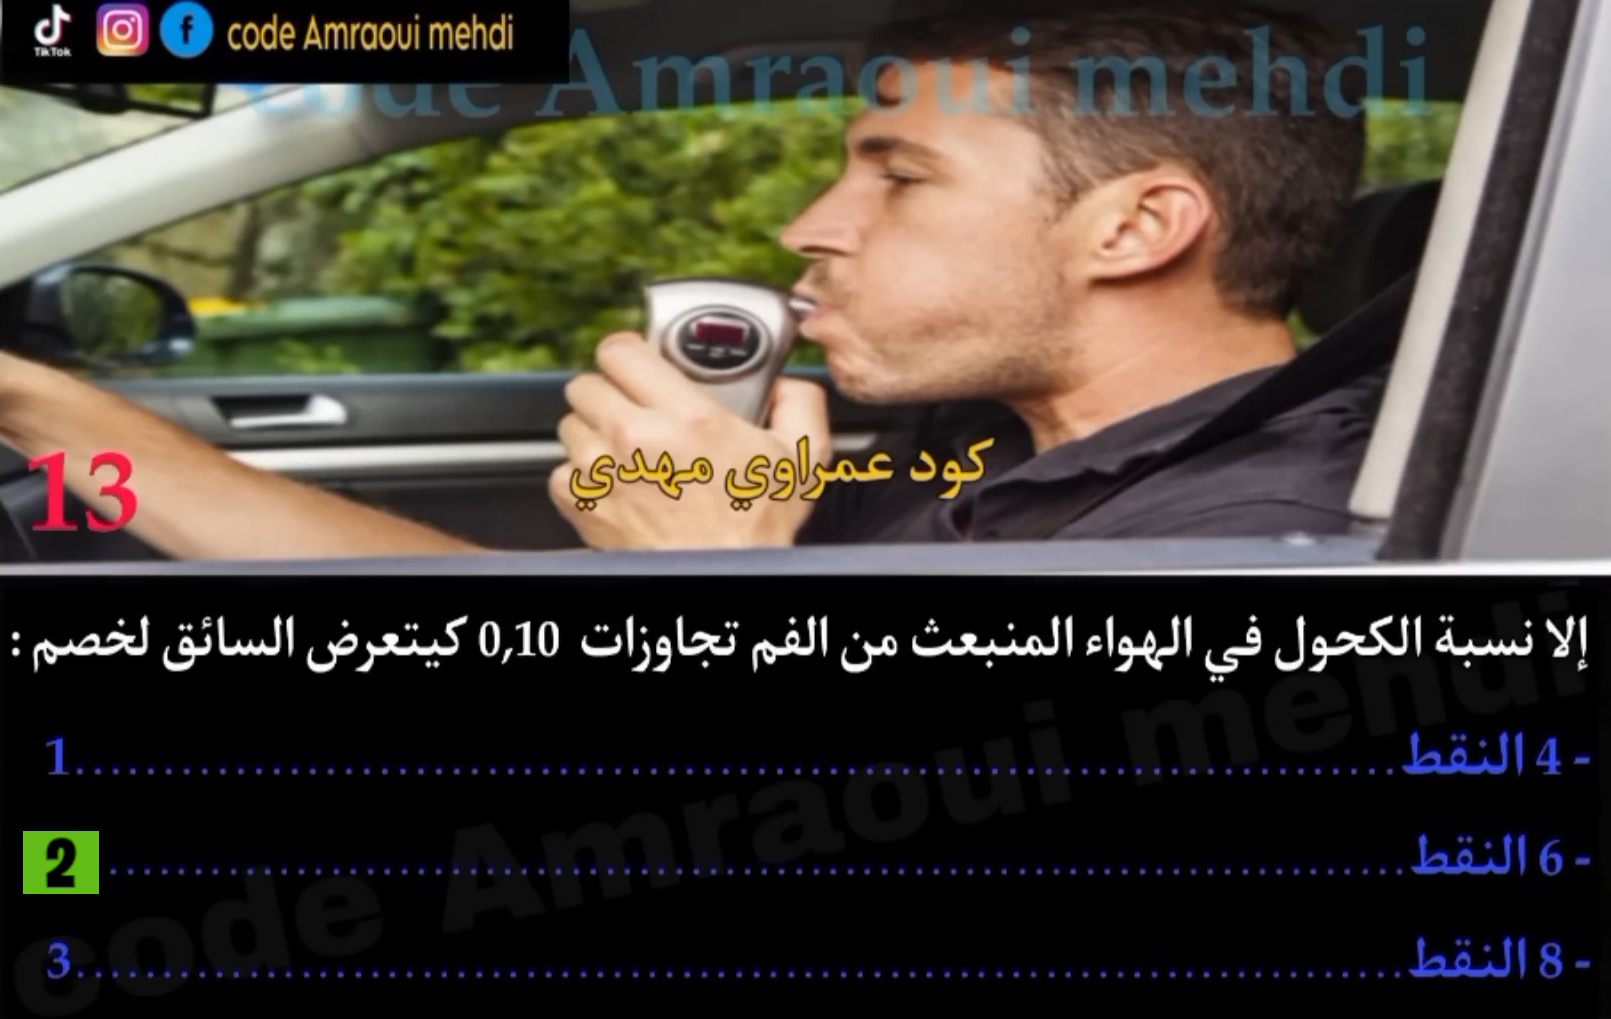 TikTok
code Amraoui mehdi
code Amraoui mehdi
كود عمراوي مهدي
13
إلا نسبة الكحول في الهواء المنبعث من الفم تجاوزات 0,10 كيتعرض السائق لخصم :
- 4 النقط........................................................1
- 6 النقط........................................................2
- 8 النقط........................................................3
code Amraoui mehdi